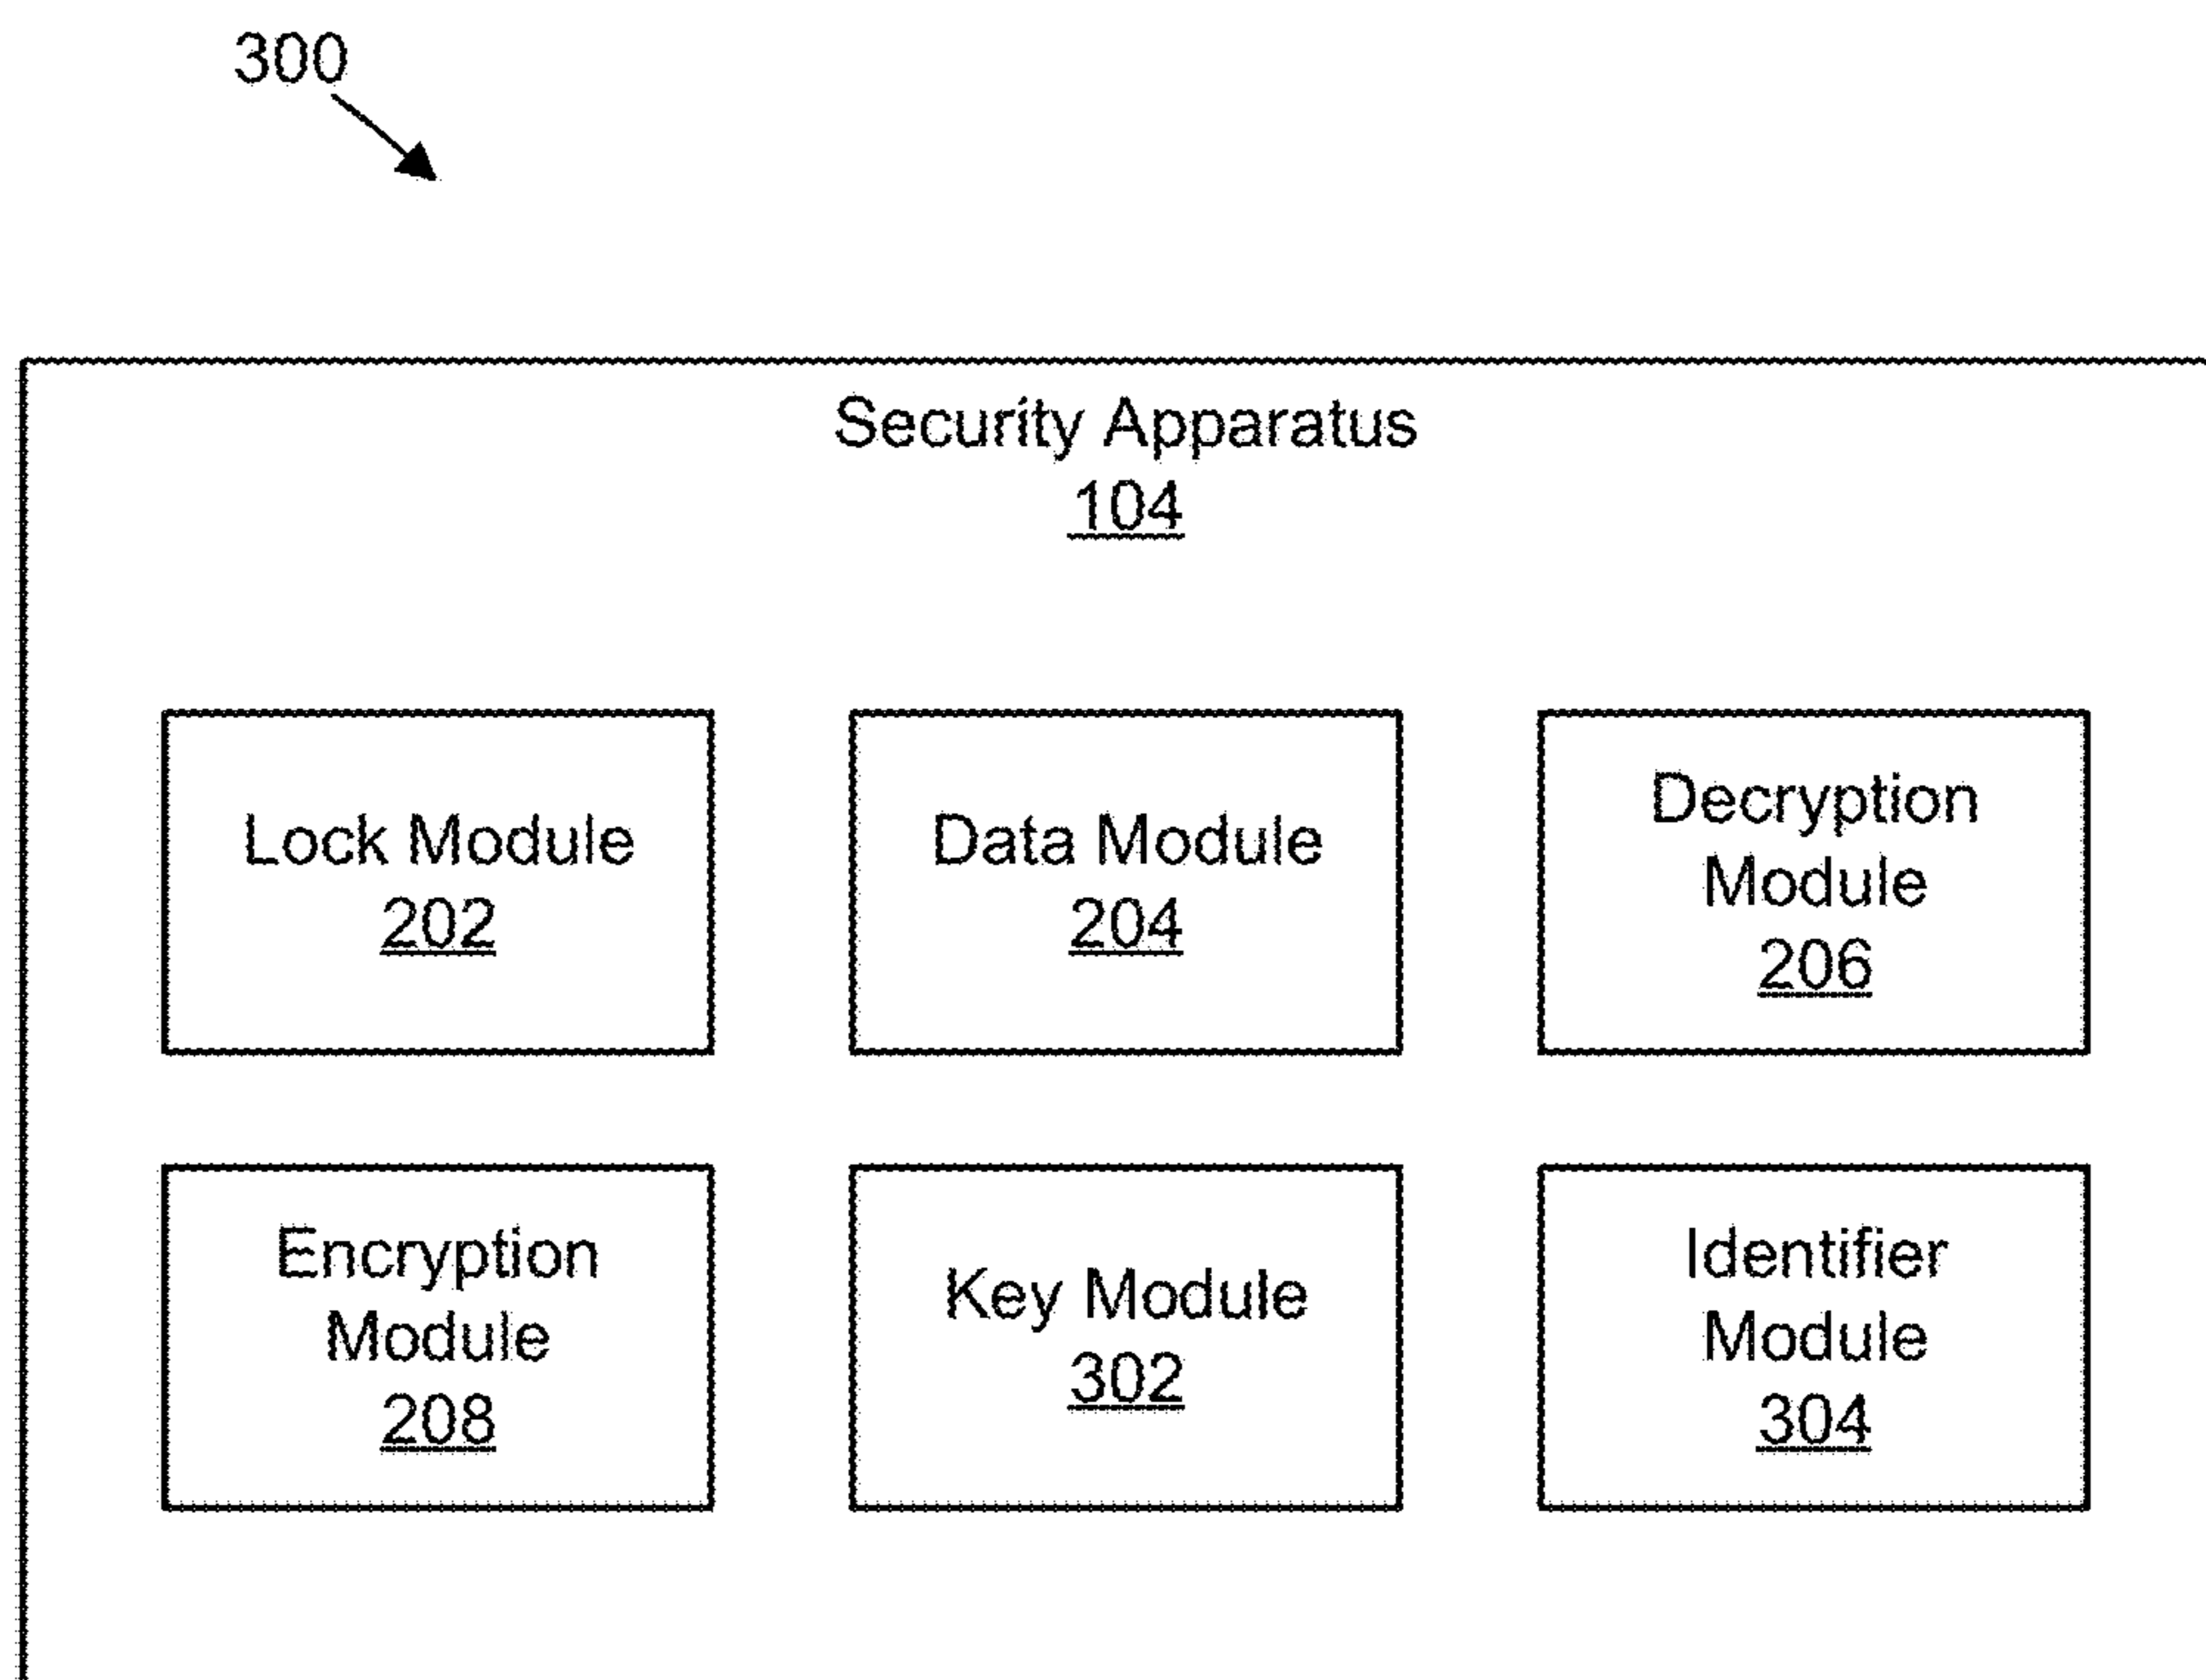 300
Security Apparatus
104
Lock Module
202
Data Module
204
Decryption
Module
206
Encryption
Module
208
Key Module
302
Identifier
Module
304